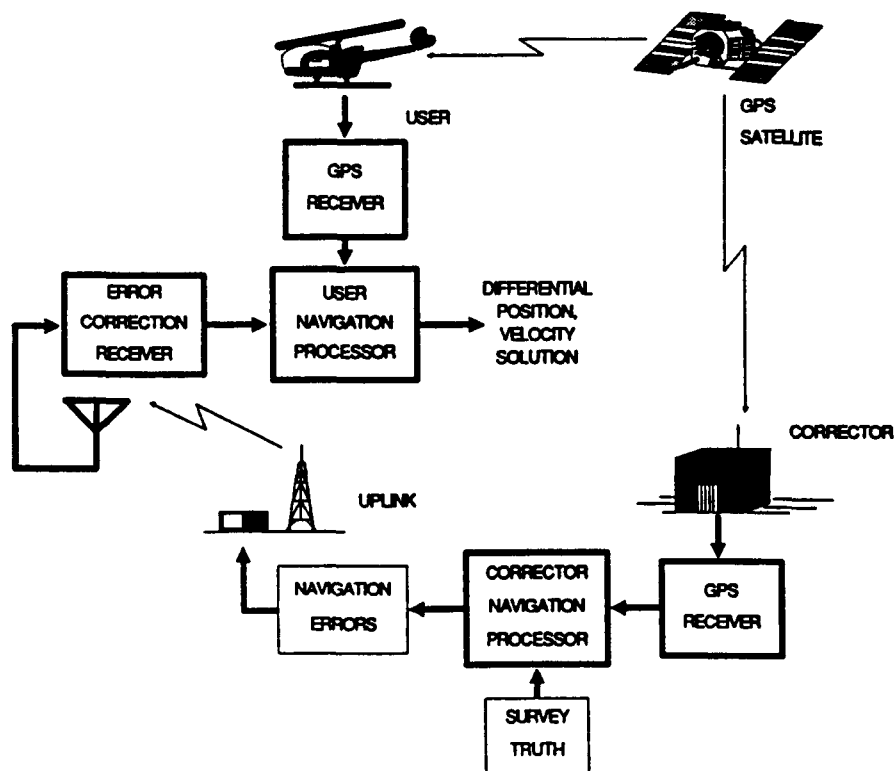 USER
GPS
SATELLITE
GPS
RECEIVER
ERROR
CORRECTION
RECEIVER
USER
NAVIGATION
PROCESSOR
DIFFERENTIAL
POSITION,
VELOCITY
SOLUTION
CORRECTOR
UPLINK
NAVIGATION
ERRORS
CORRECTOR
NAVIGATION
PROCESSOR
GPS
RECEIVER
SURVEY
TRUTH